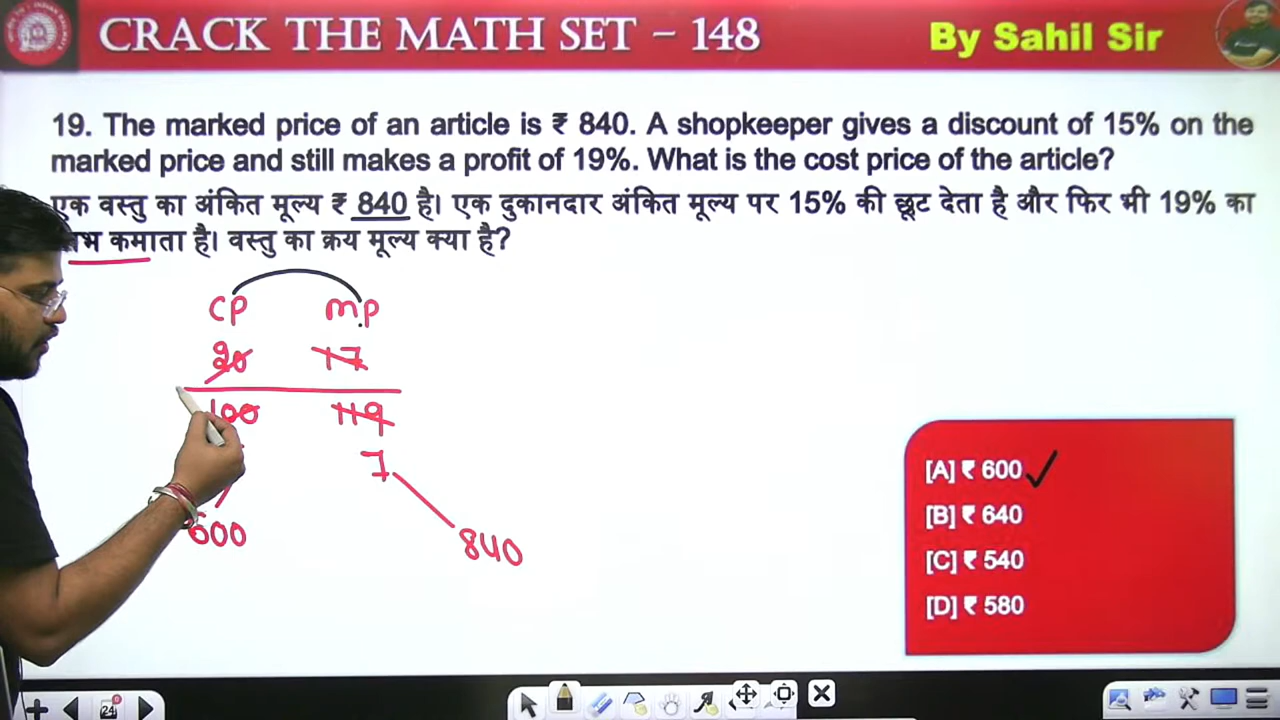 CRACK THE MATH SET – 148
By Sahil Sir
19. The marked price of an article is ₹ 840. A shopkeeper gives a discount of 15% on the
marked price and still makes a profit of 19%. What is the cost price of the article?
एक वस्तु का अंकित मूल्य ₹ 840 है। एक दुकानदार अंकित मूल्य पर 15% की छूट देता है और फिर भी 19% का
कमाता है। वस्तु का क्रय मूल्य क्या है?
CP MP
20 17
100 119
7
600 840
[A] ₹ 600
[B] ₹ 640
[C] ₹ 540
[D] ₹ 580
24